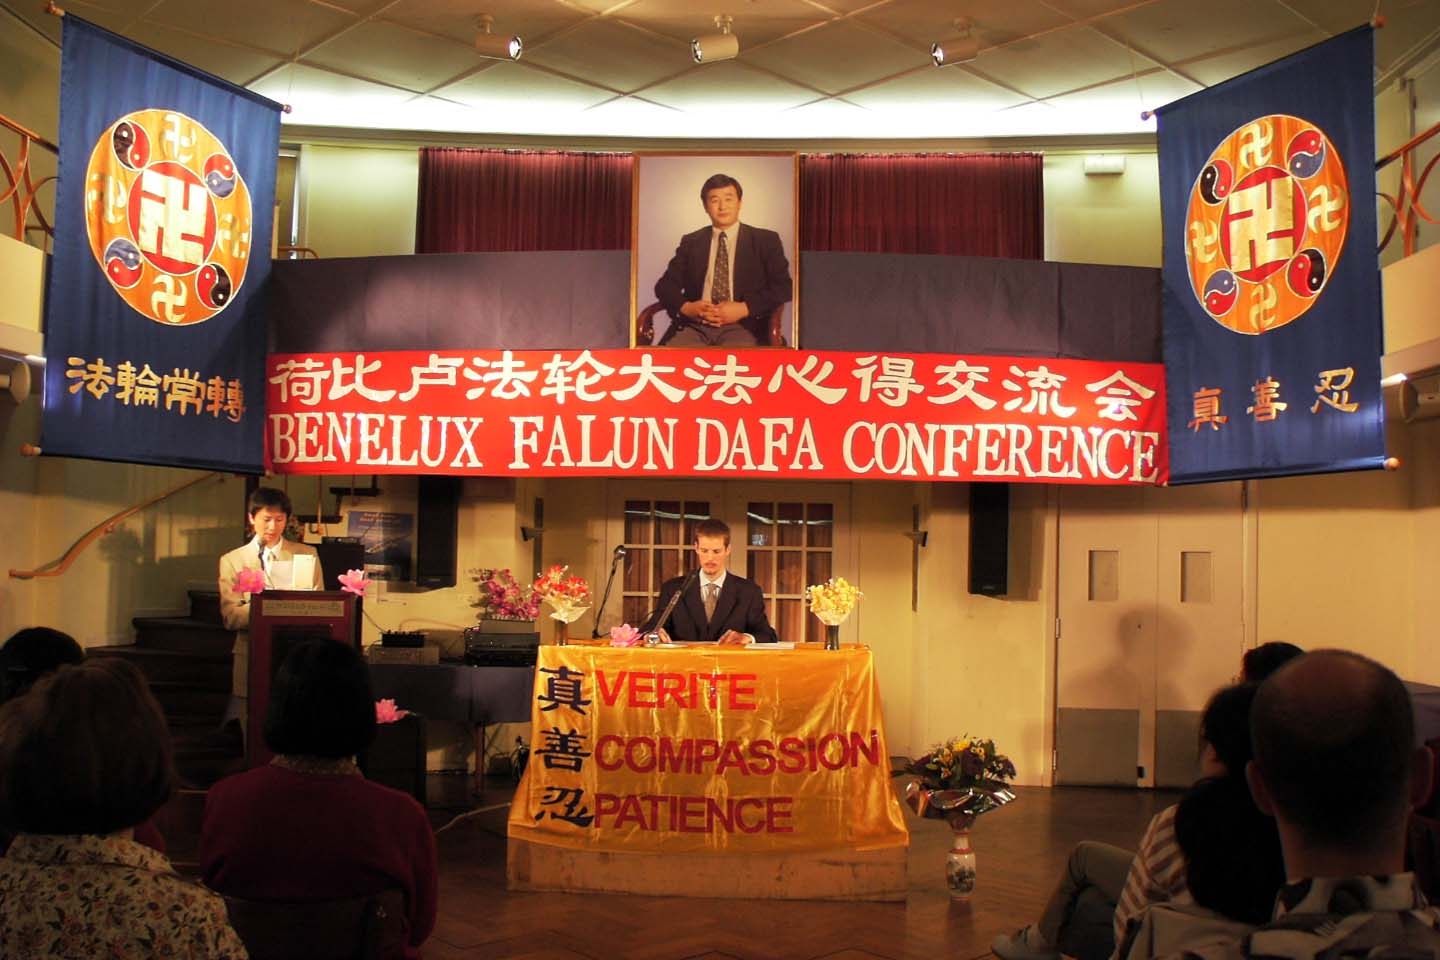 法輪常轉
荷比卢法轮大法心得交流会
BENELUX FALUN DAFA CONFERENCE
真善忍
真 VERITE
善 COMPASSION
忍 PATIENCE